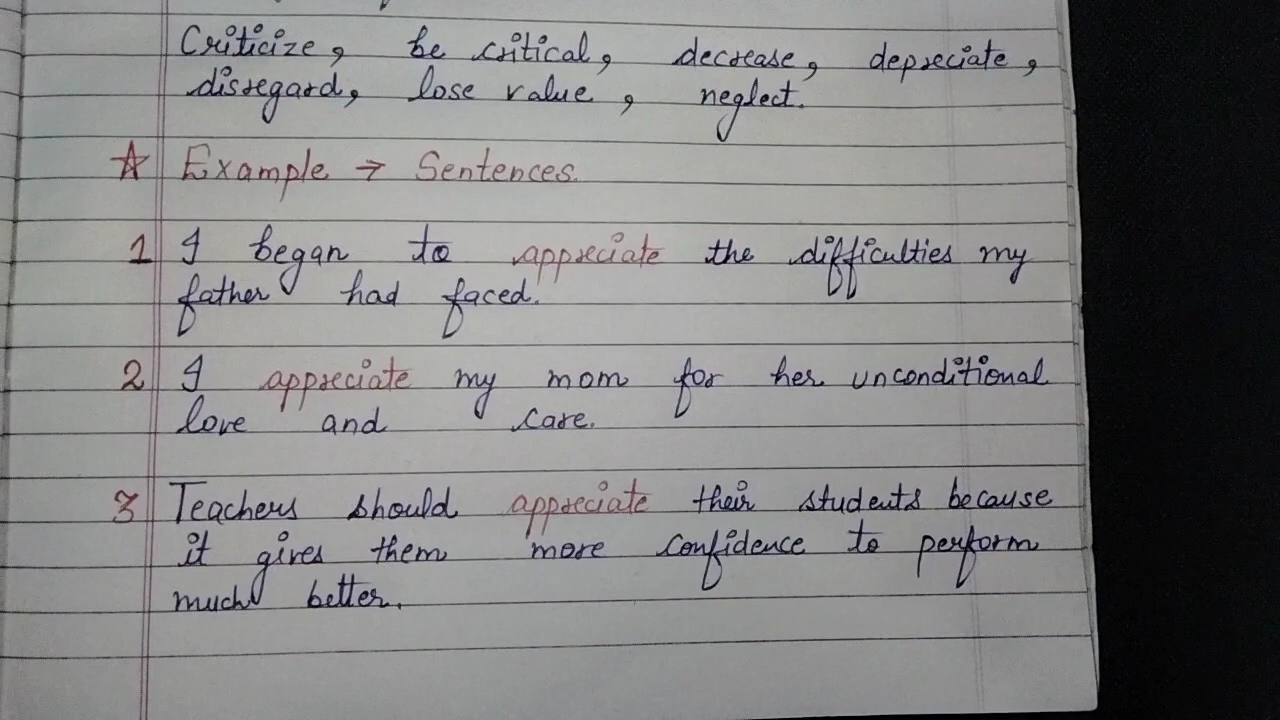 Criticize, be critical, decrease, depreciate,
disregard, lose value, neglect.
☆ Example → Sentences.
1 I began to appreciate the difficulties my
father had faced.
2 I appreciate my mom for her unconditional
love and care.
3 Teachers should appreciate their students because
it gives them more confidence to perform
much better.